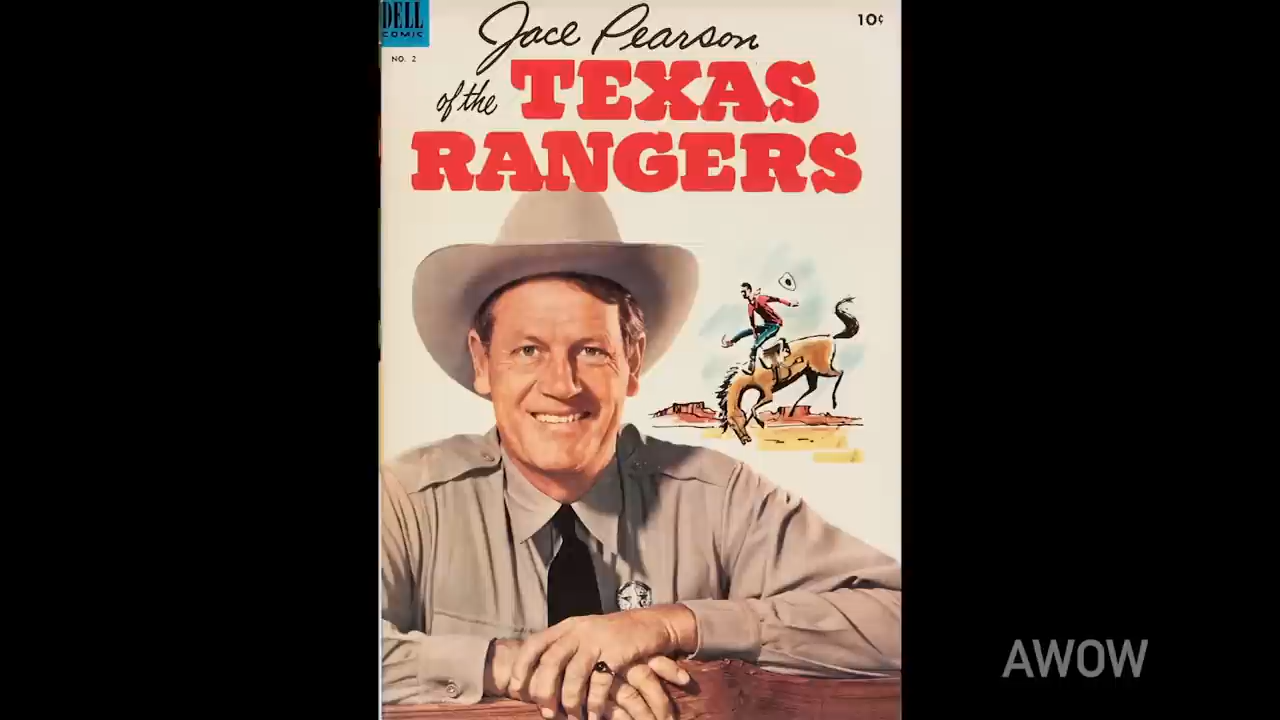 DELL
COMIC
NO. 2
10¢
Jace Pearson
of the TEXAS
RANGERS
AWOW